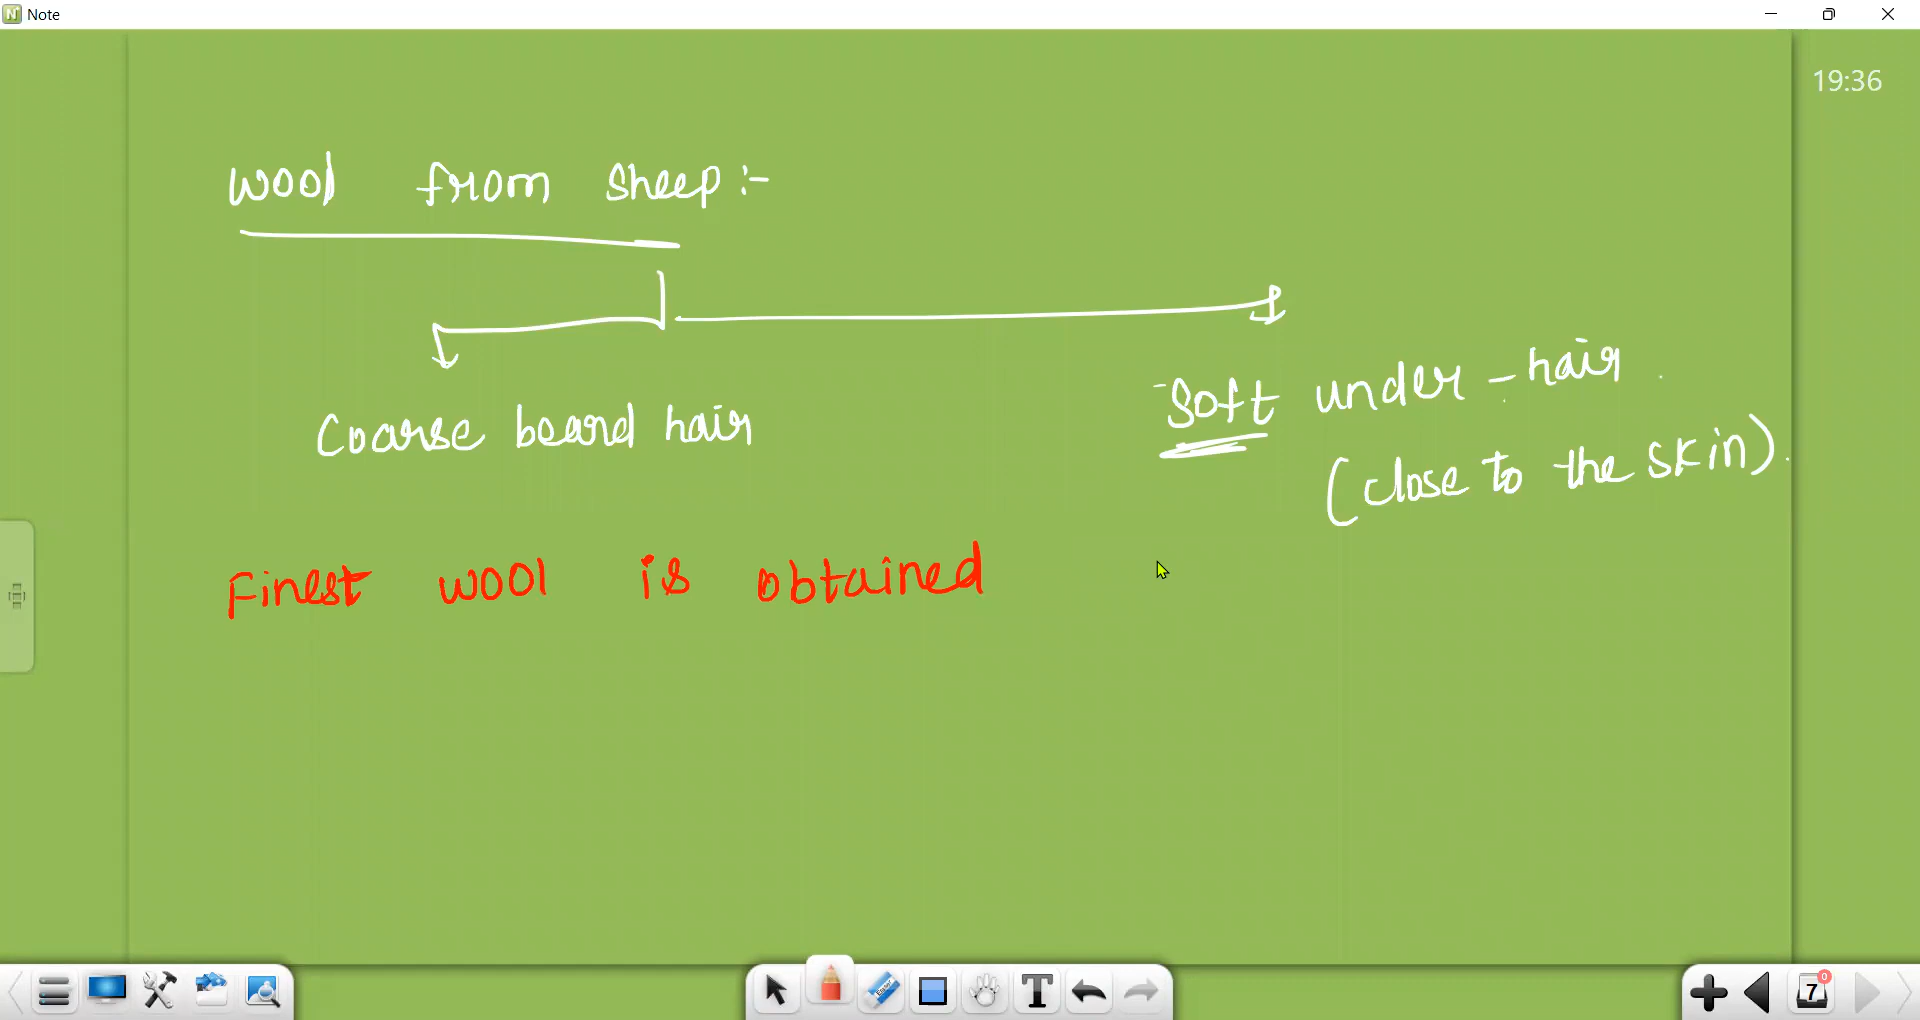 Note
19:36
wool from sheep :-
Coarse beard hair
Soft under - hair.
(close to the skin).
Finest wool is obtained
T
7
0